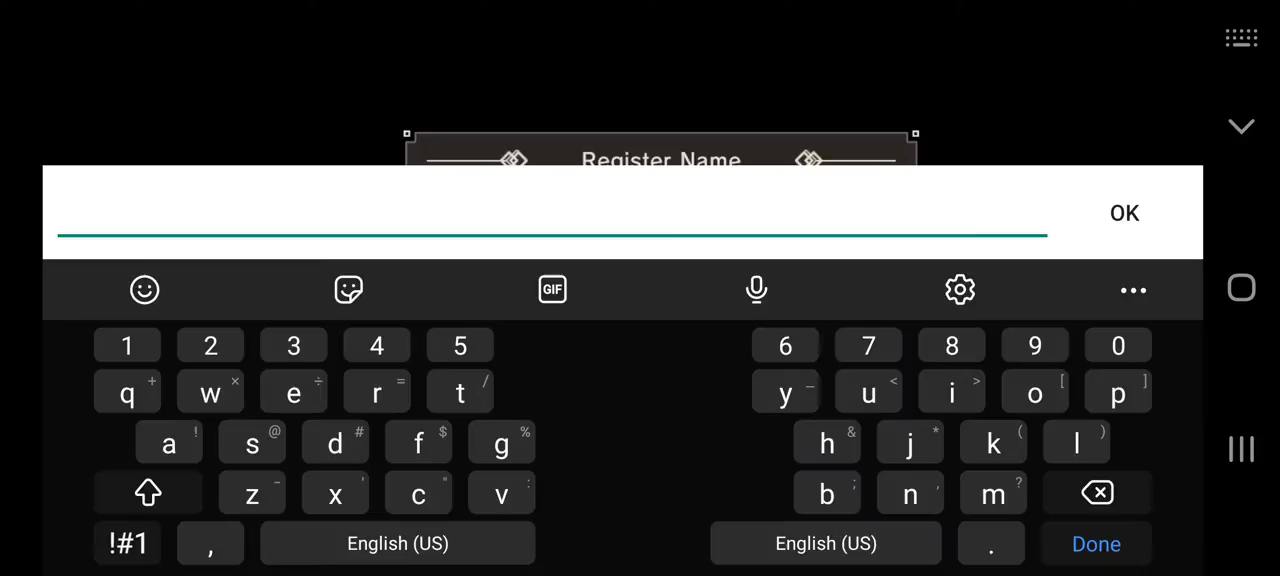 Register Name
OK
GIF
1 2 3 4 5 6 7 8 9 0
q + w × e ÷ r = t / y _ u < i > o [ p ]
a ! s @ d # f $ g % h & j * k ( l )
z - x ' c " v : b ; n , m ?
!#1 , English (US) English (US) . Done